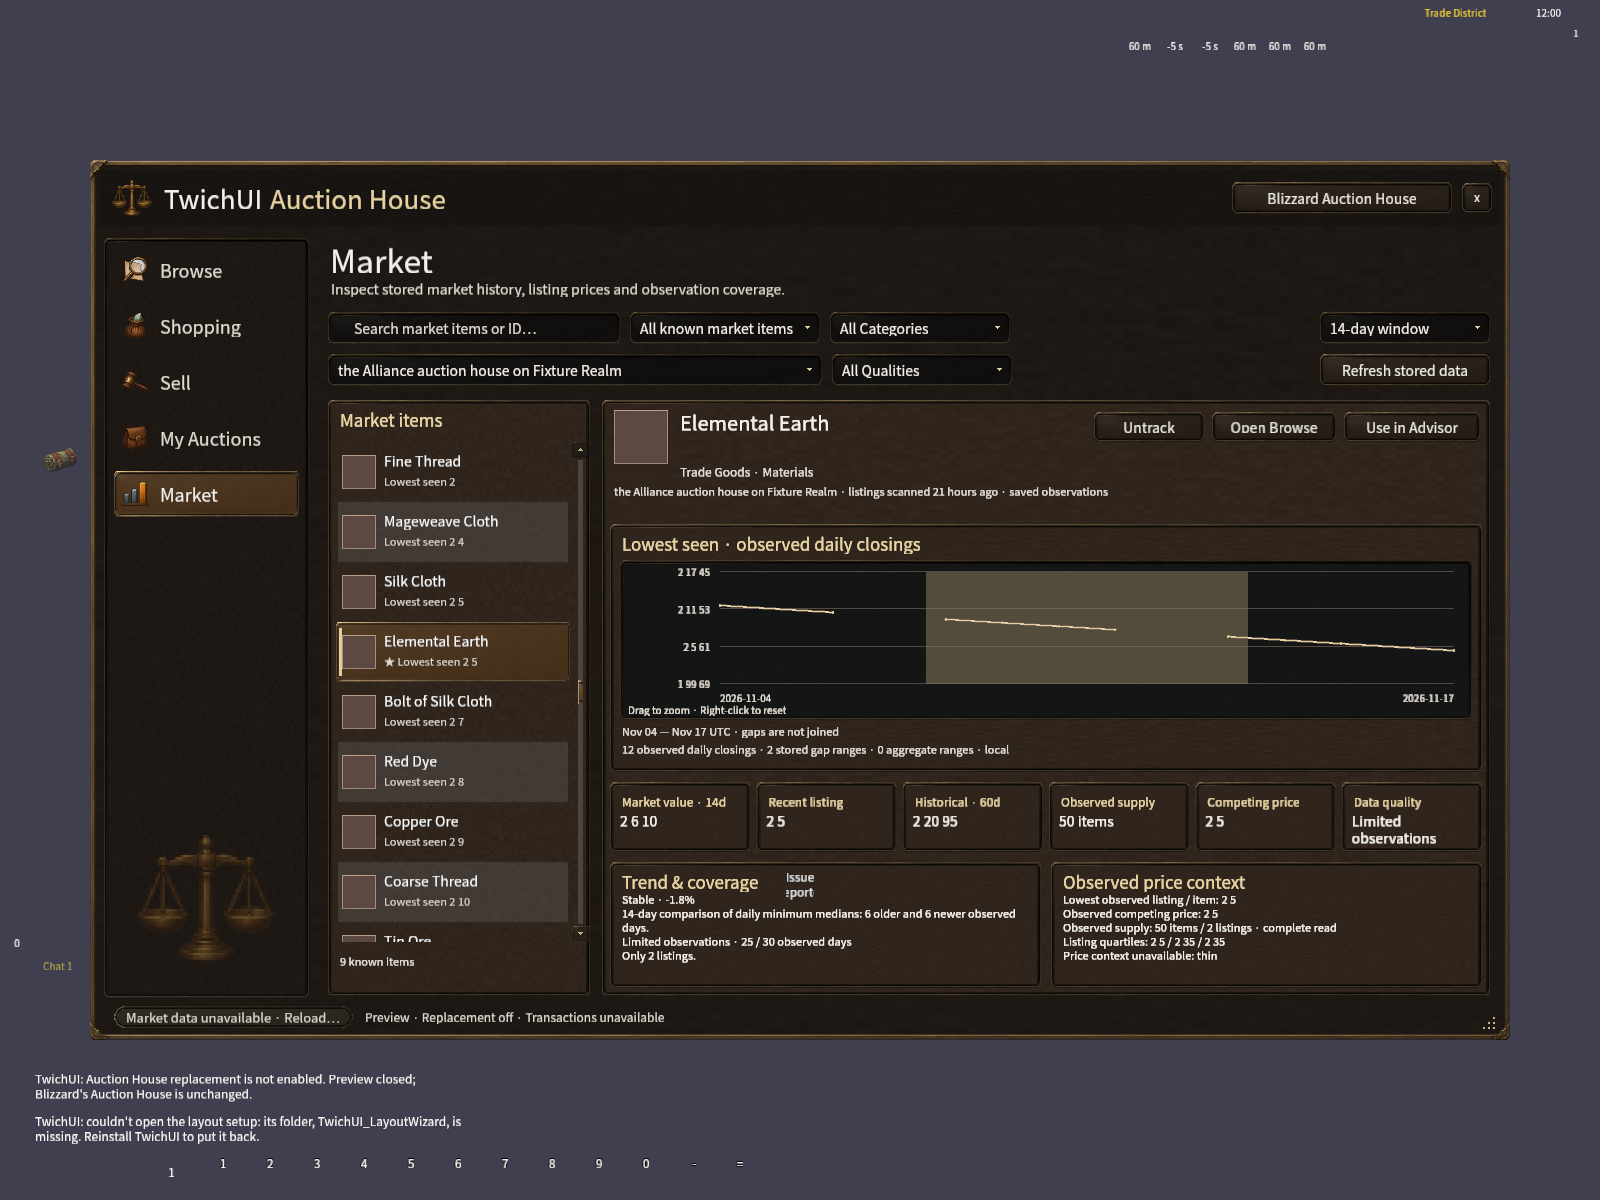 Trade District
12:00
1
60 m -5 s -5 s 60 m 60 m 60 m
TwichUI Auction House
Blizzard Auction House
x
Browse
Shopping
Sell
My Auctions
Market
Market
Inspect stored market history, listing prices and observation coverage.
Search market items or ID...
All known market items
All Categories
14-day window
the Alliance auction house on Fixture Realm
All Qualities
Refresh stored data
Market items
Fine Thread
Lowest seen 2
Mageweave Cloth
Lowest seen 2 4
Silk Cloth
Lowest seen 2 5
Elemental Earth
★ Lowest seen 2 5
Bolt of Silk Cloth
Lowest seen 2 7
Red Dye
Lowest seen 2 8
Copper Ore
Lowest seen 2 9
Coarse Thread
Lowest seen 2 10
Tin Ore
9 known items
Elemental Earth
Untrack
Open Browse
Use in Advisor
Trade Goods · Materials
the Alliance auction house on Fixture Realm · listings scanned 21 hours ago · saved observations
Lowest seen · observed daily closings
2 17 45
2 11 53
2 5 61
1 99 69
2026-11-04
2026-11-17
Drag to zoom · Right-click to reset
Nov 04 — Nov 17 UTC · gaps are not joined
12 observed daily closings · 2 stored gap ranges · 0 aggregate ranges · local
Market value · 14d
2 6 10
Recent listing
2 5
Historical · 60d
2 20 95
Observed supply
50 items
Competing price
2 5
Data quality
Limited
observations
Trend & coverage
Issue
eport
Stable · -1.8%
14-day comparison of daily minimum medians: 6 older and 6 newer observed
days.
Limited observations · 25 / 30 observed days
Only 2 listings.
Observed price context
Lowest observed listing / item: 2 5
Observed competing price: 2 5
Observed supply: 50 items / 2 listings · complete read
Listing quartiles: 2 5 / 2 35 / 2 35
Price context unavailable: thin
0
Chat 1
Market data unavailable · Reload...
Preview · Replacement off · Transactions unavailable
TwichUI: Auction House replacement is not enabled. Preview closed;
Blizzard's Auction House is unchanged.
TwichUI: couldn't open the layout setup: its folder, TwichUI_LayoutWizard, is
missing. Reinstall TwichUI to put it back.
1
1 2 3 4 5 6 7 8 9 0 - =